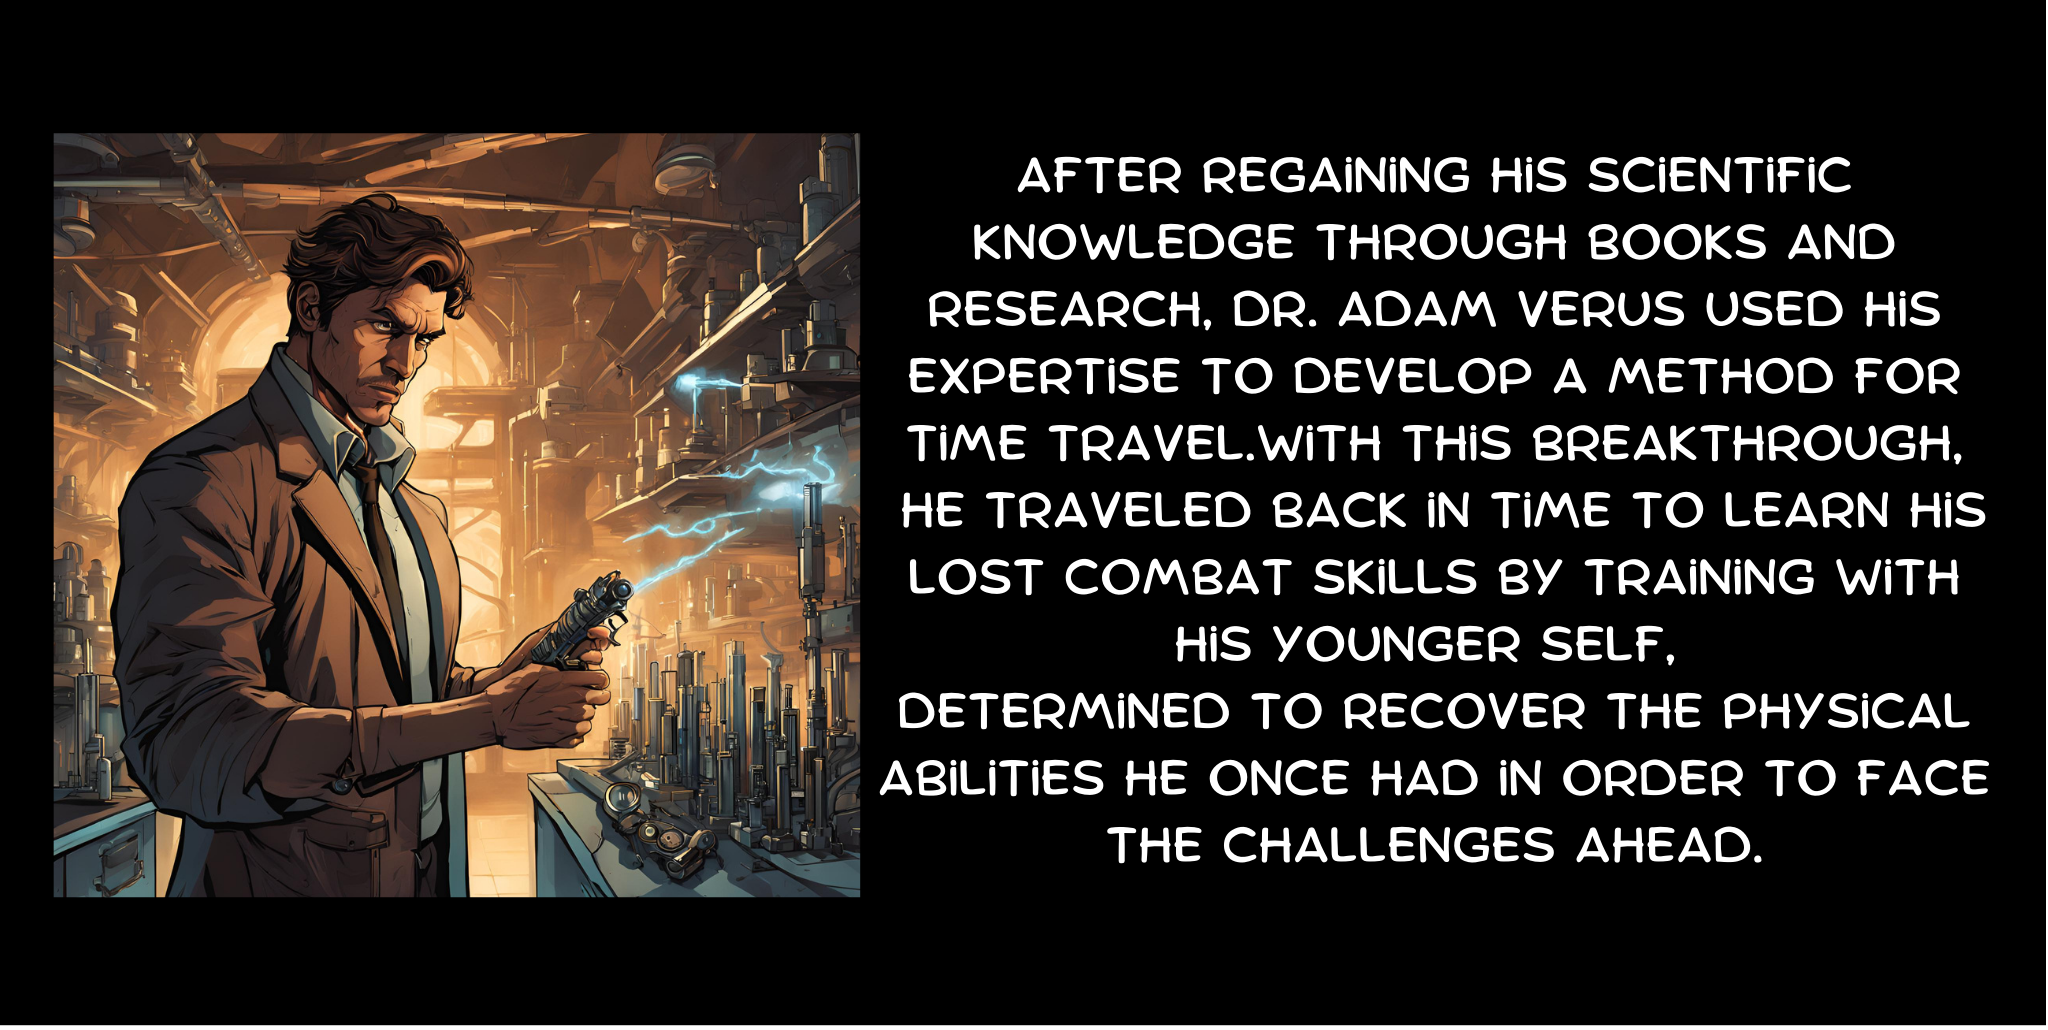 AFTER REGAINING HIS SCIENTIFIC
KNOWLEDGE THROUGH BOOKS AND
RESEARCH, DR. ADAM VERUS USED HIS
EXPERTISE TO DEVELOP A METHOD FOR
TIME TRAVEL.WITH THIS BREAKTHROUGH,
HE TRAVELED BACK IN TIME TO LEARN HIS
LOST COMBAT SKILLS BY TRAINING WITH
HIS YOUNGER SELF,
DETERMINED TO RECOVER THE PHYSICAL
ABILITIES HE ONCE HAD IN ORDER TO FACE
THE CHALLENGES AHEAD.